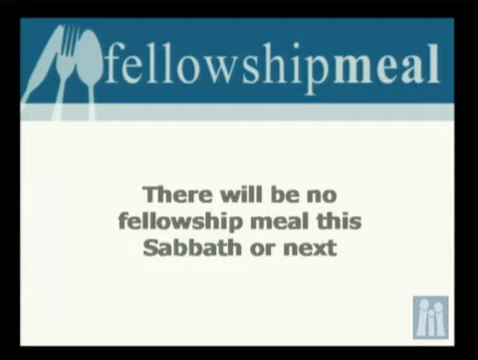 fellowshipmeal
There will be no
fellowship meal this
Sabbath or next